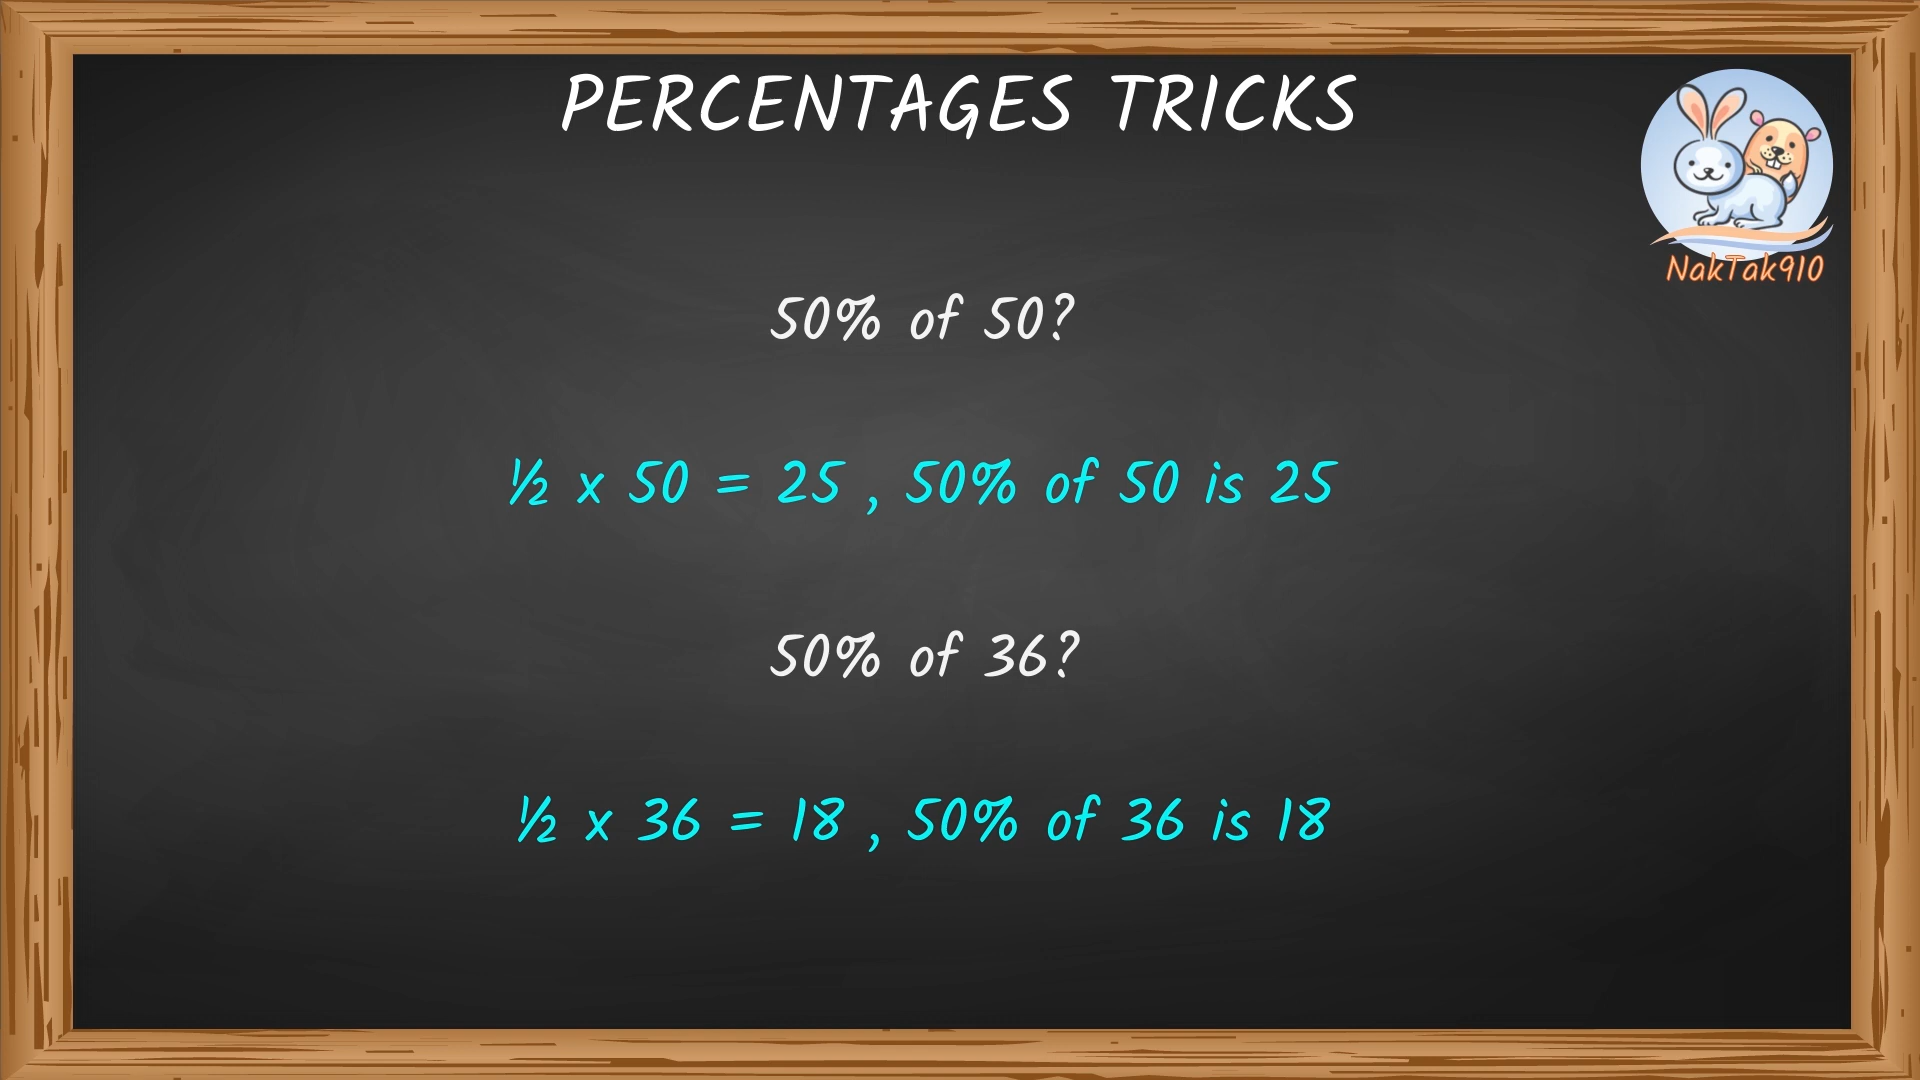 PERCENTAGES TRICKS
NakTak910
50% of 50?
½ x 50 = 25 , 50% of 50 is 25
50% of 36?
½ x 36 = 18 , 50% of 36 is 18